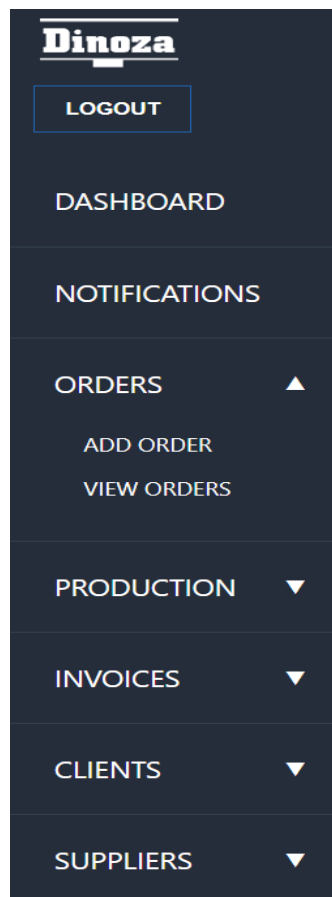 Dinoza
LOGOUT
DASHBOARD
NOTIFICATIONS
ORDERS
ADD ORDER
VIEW ORDERS
PRODUCTION
INVOICES
CLIENTS
SUPPLIERS